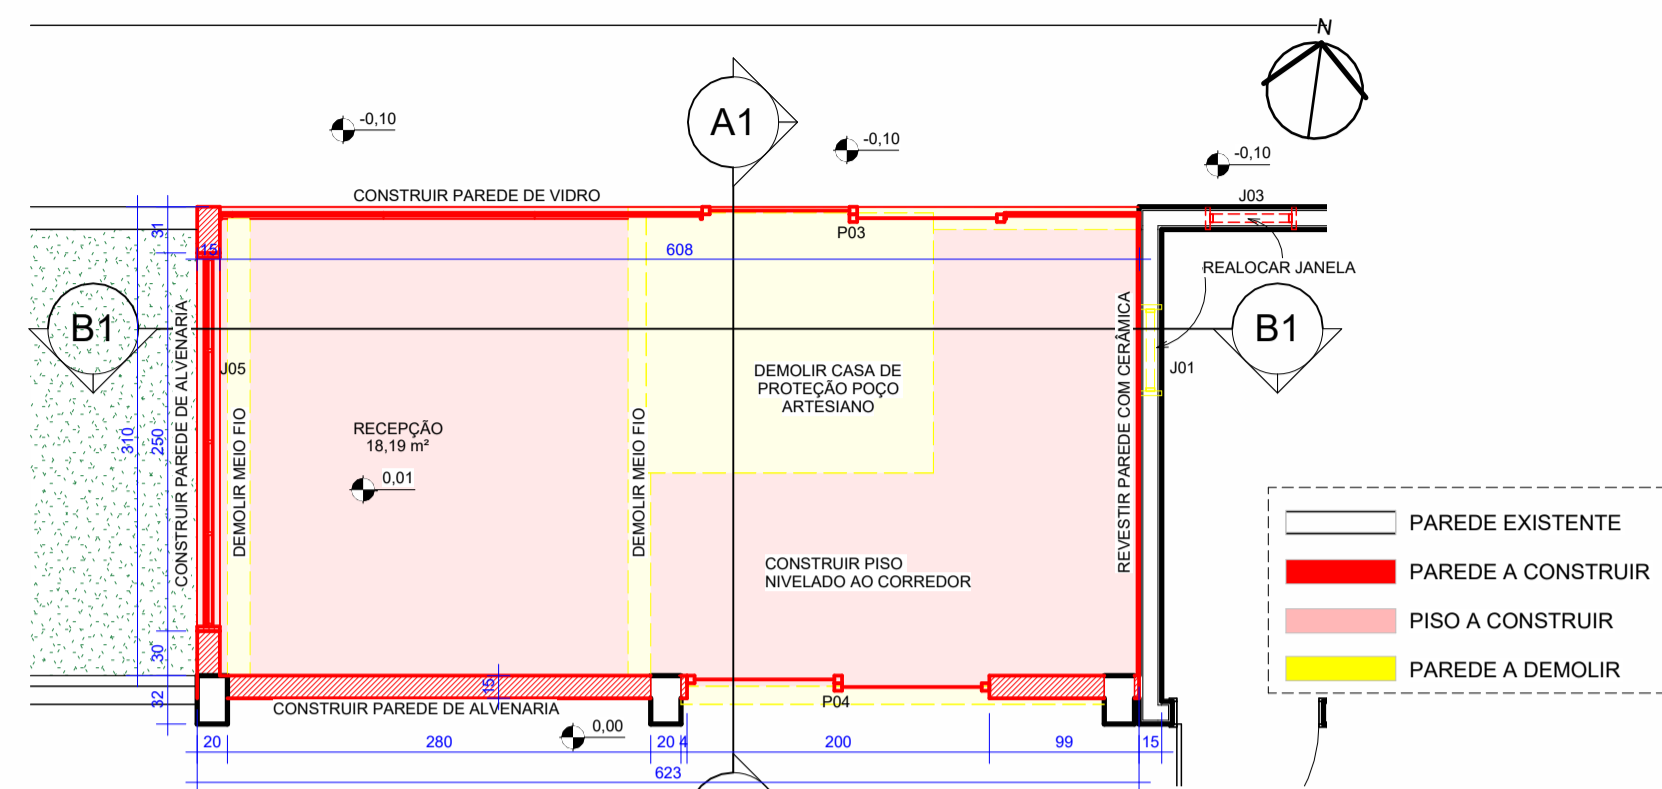 N
A1
-0,10
-0,10
-0,10
CONSTRUIR PAREDE DE VIDRO
J03
P03
31
15
608
REALOCAR JANELA
B1
B1
CONSTRUIR PAREDE DE ALVENARIA
J05
J01
REVESTIR PAREDE COM CERÂMICA
DEMOLIR CASA DE
PROTEÇÃO POÇO
ARTESIANO
310
250
DEMOLIR MEIO FIO
RECEPÇÃO
18,19 m²
DEMOLIR MEIO FIO
0,01
CONSTRUIR PISO
NIVELADO AO CORREDOR
PAREDE EXISTENTE
PAREDE A CONSTRUIR
PISO A CONSTRUIR
PAREDE A DEMOLIR
30
32
15
CONSTRUIR PAREDE DE ALVENARIA
P04
0,00
20
280
20
4
200
99
15
623